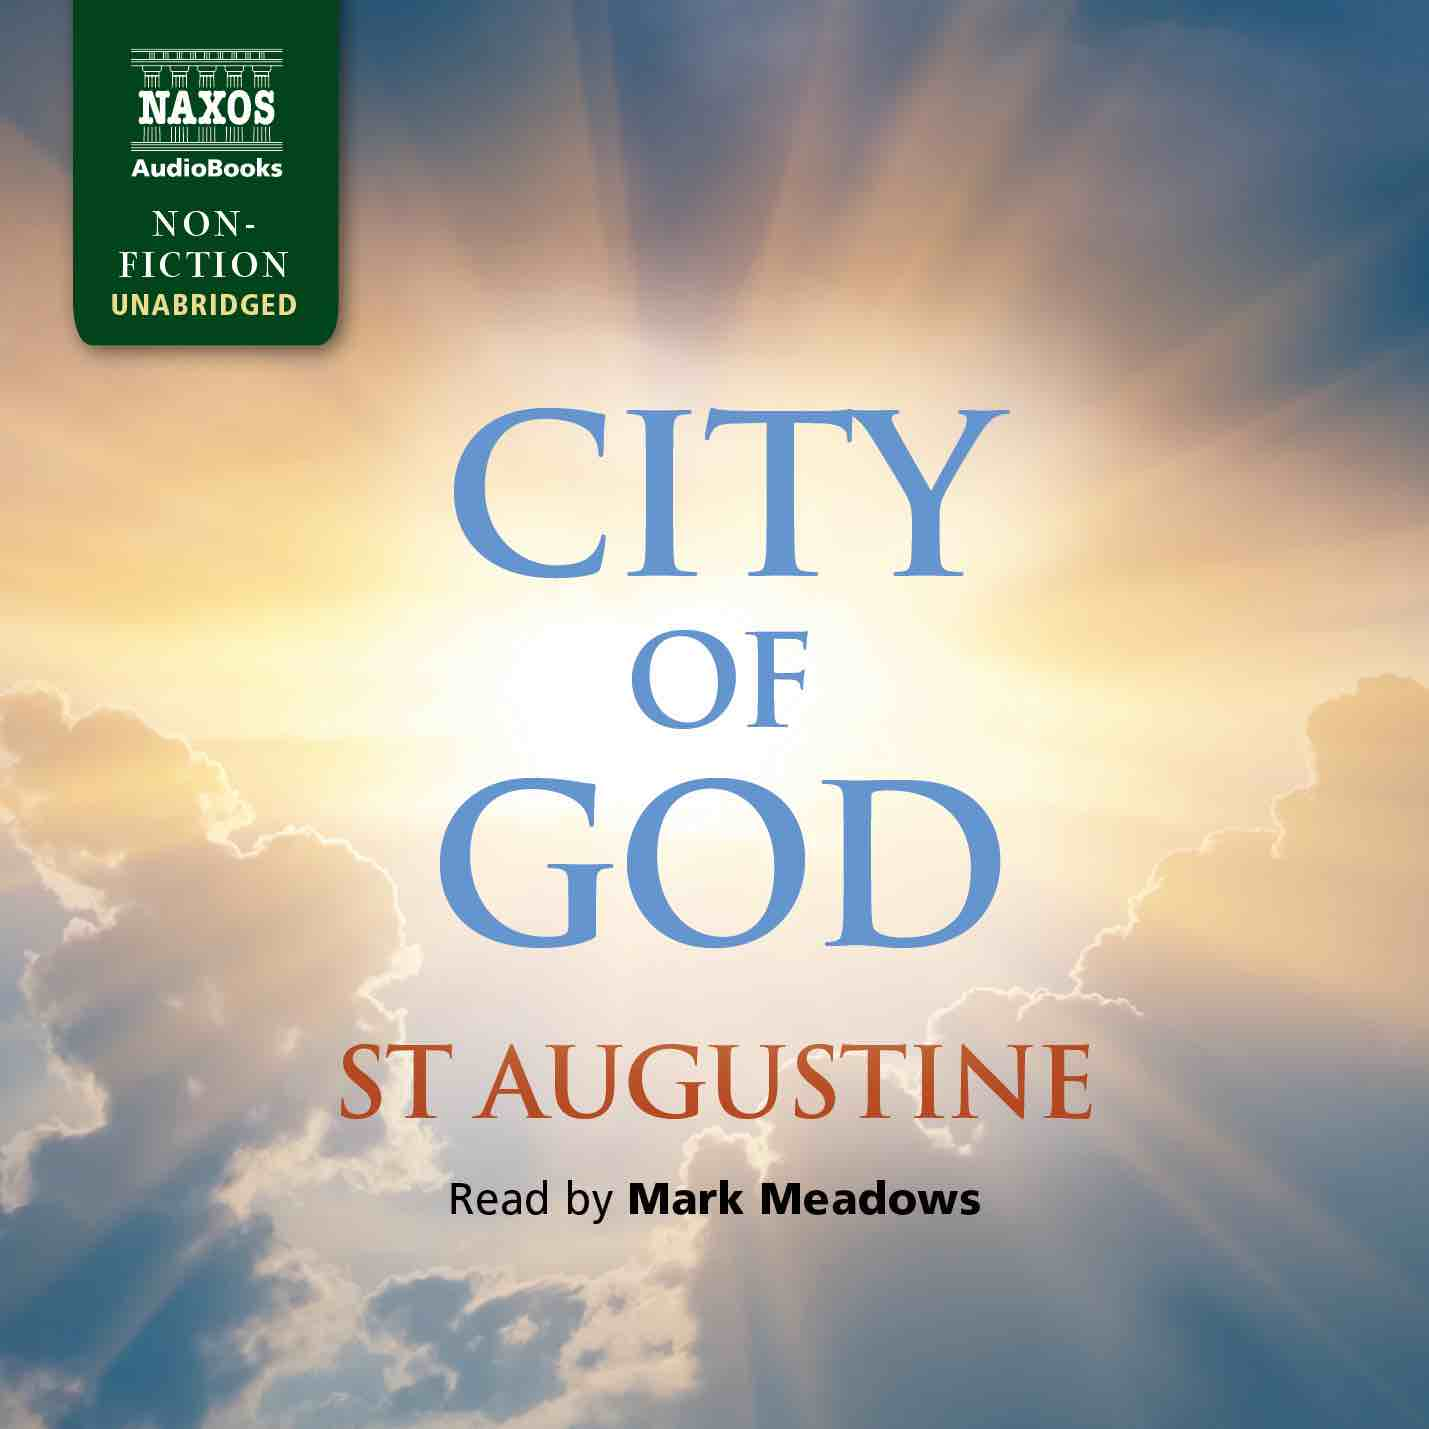 NAXOS
AudioBooks
NON-
FICTION
UNABRIDGED
CITY
OF
GOD
ST AUGUSTINE
Read by Mark Meadows